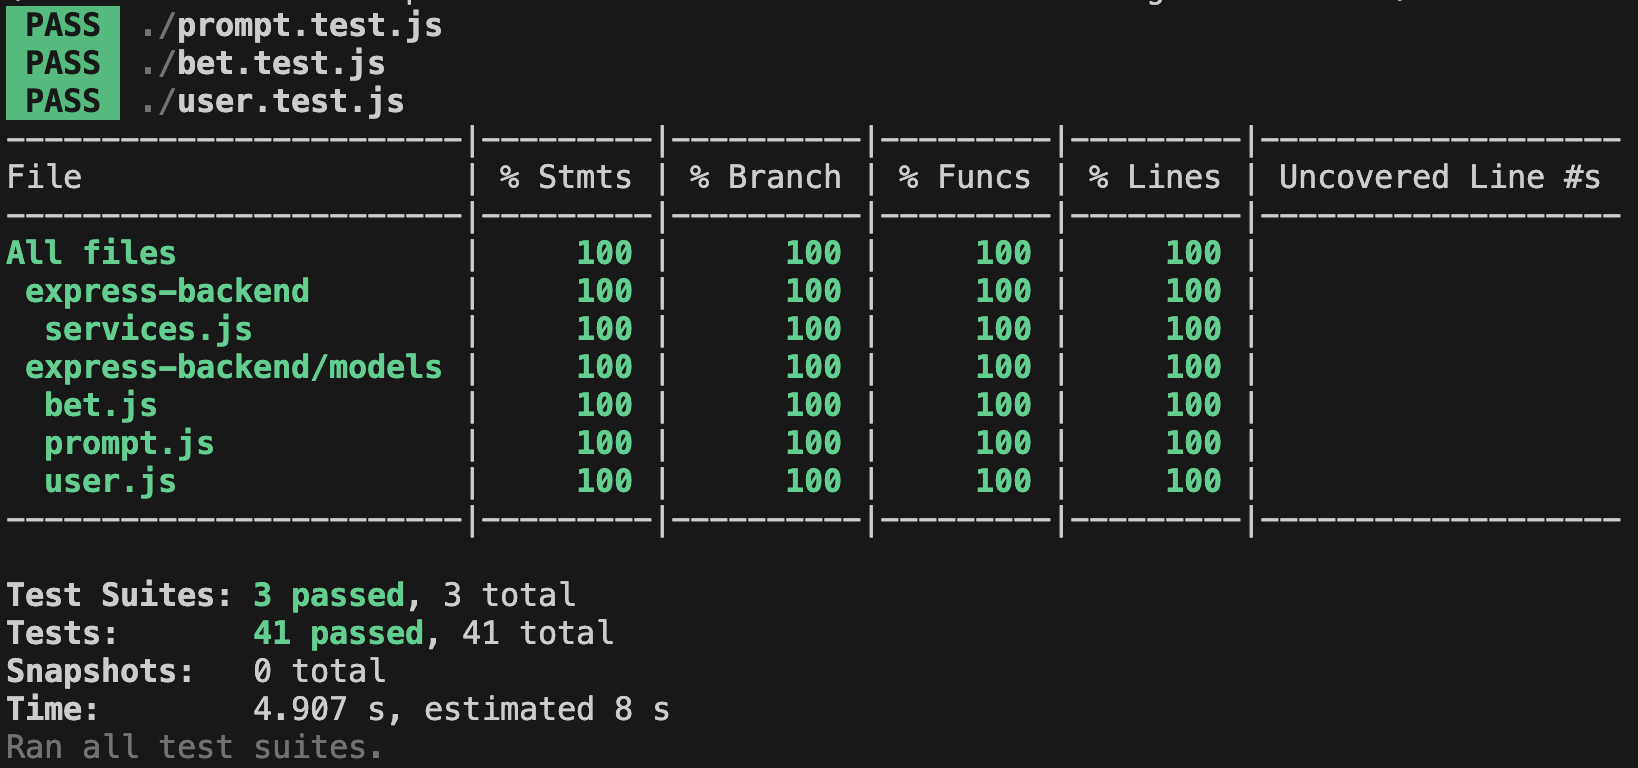 PASS ./prompt.test.js
PASS ./bet.test.js
PASS ./user.test.js
------------------------|---------|----------|---------|---------|-------------------
File                    | % Stmts | % Branch | % Funcs | % Lines | Uncovered Line #s
------------------------|---------|----------|---------|---------|-------------------
All files               |     100 |      100 |     100 |     100 |
 express-backend        |     100 |      100 |     100 |     100 |
  services.js           |     100 |      100 |     100 |     100 |
 express-backend/models |     100 |      100 |     100 |     100 |
  bet.js                |     100 |      100 |     100 |     100 |
  prompt.js             |     100 |      100 |     100 |     100 |
  user.js               |     100 |      100 |     100 |     100 |
------------------------|---------|----------|---------|---------|-------------------
Test Suites: 3 passed, 3 total
Tests:       41 passed, 41 total
Snapshots:   0 total
Time:        4.907 s, estimated 8 s
Ran all test suites.